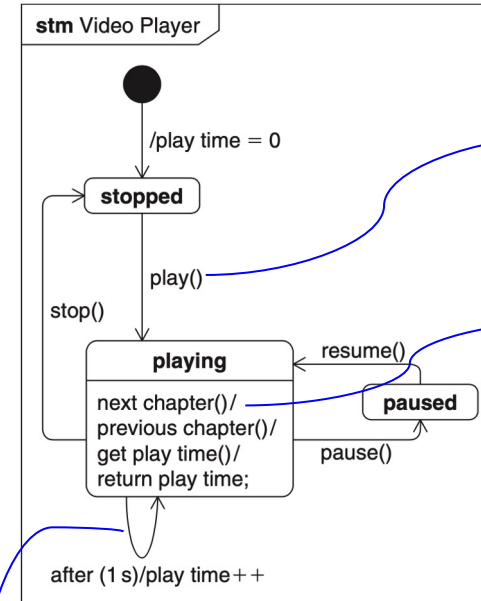 stm Video Player
/play time = 0
stopped
play()
stop()
playing
resume()
next chapter()/
paused
previous chapter()/
get play time()/
pause()
return play time;
after (1 s)/play time++